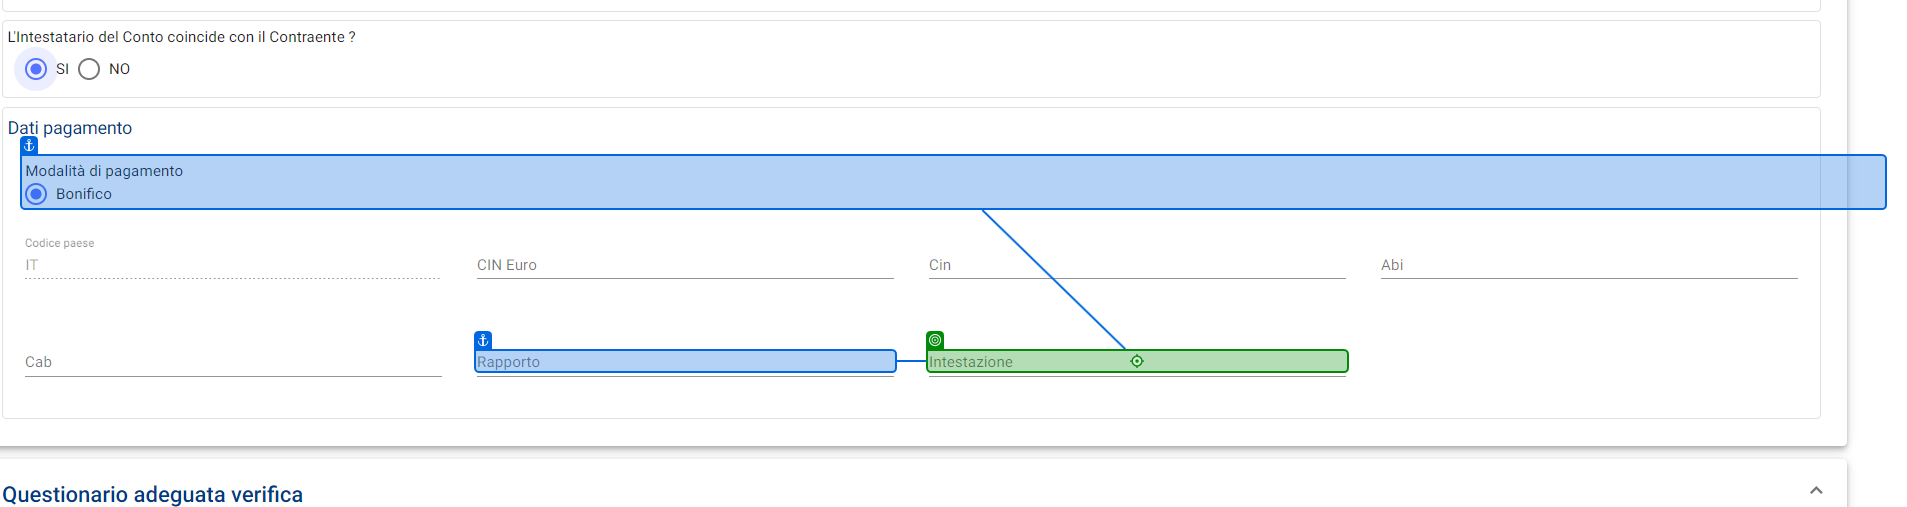 L'Intestatario del Conto coincide con il Contraente ?
SI NO
Dati pagamento
Modalità di pagamento
Bonifico
Codice paese
IT CIN Euro Cin Abi
Cab Rapporto Intestazione
Questionario adeguata verifica